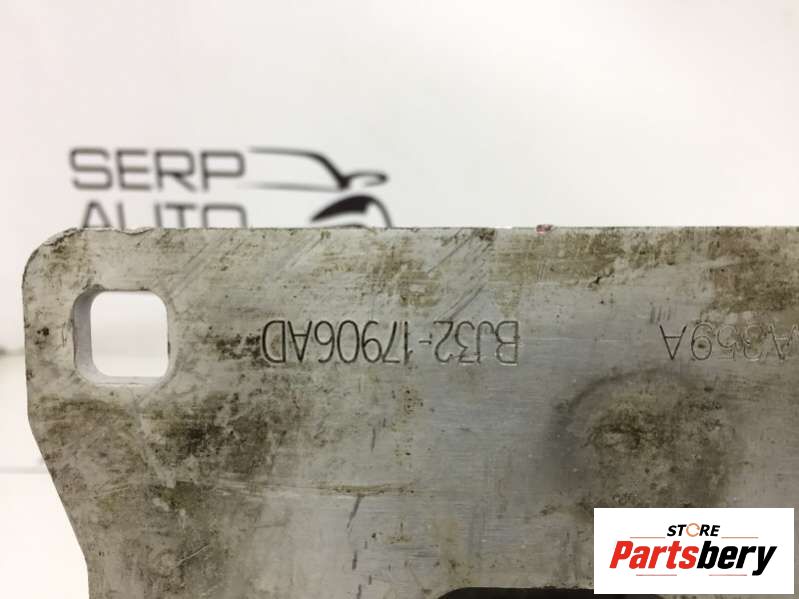 SERP
AUTO
BJ32-17906AD
A359A
STORE
Partsbery